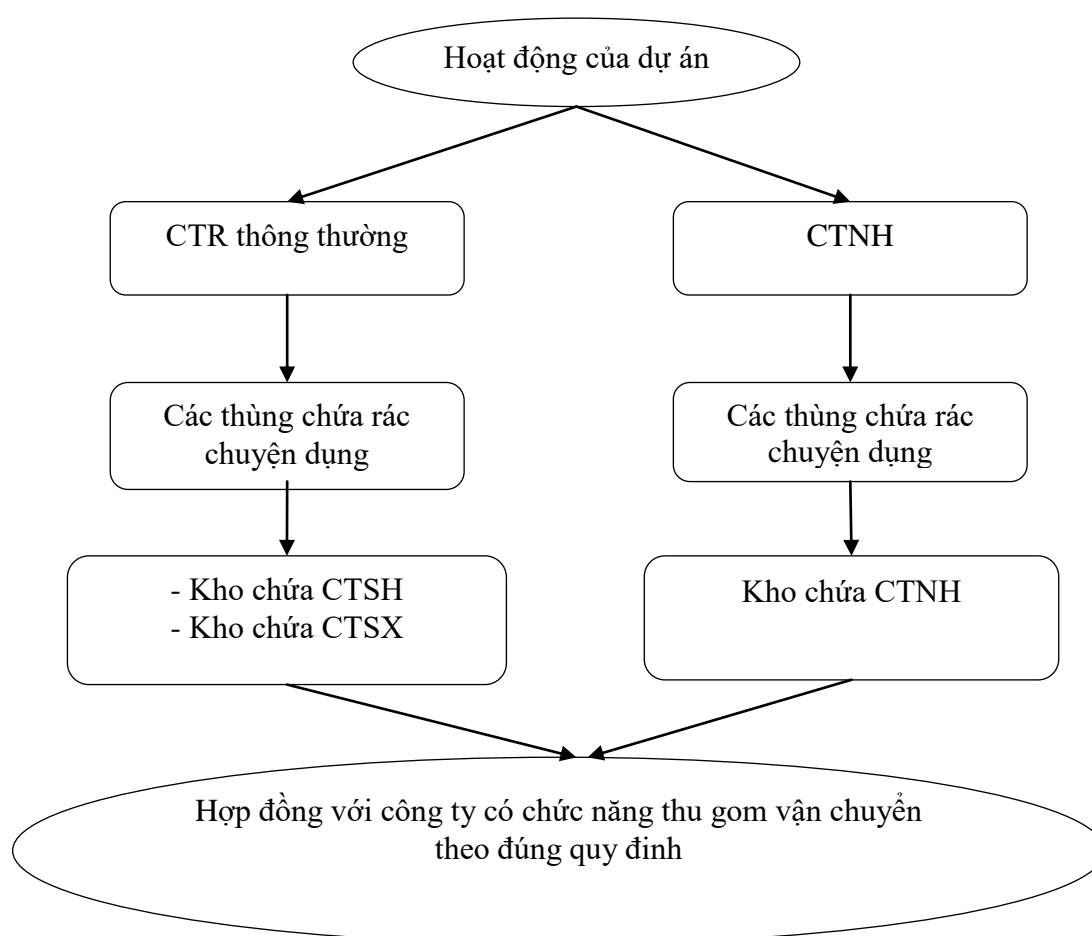 Hoạt động của dự án
CTR thông thường
CTNH
Các thùng chứa rác
chuyện dụng
Các thùng chứa rác
chuyện dụng
- Kho chứa CTSH
- Kho chứa CTSX
Kho chứa CTNH
Hợp đồng với công ty có chức năng thu gom vận chuyển
theo đúng quy đinh